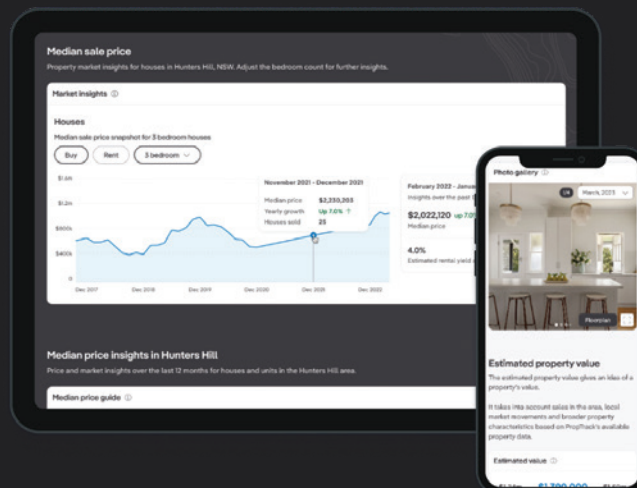 Median sale price
Property market insights for houses in Hunters Hill, NSW. Adjust the bedroom count for further insights.
Market insights
Houses
Median sale price snapshot for 3 bedroom houses
Buy
Rent
3 bedroom
$1.6m
$1.2m
$800k
$400k
0
Dec 2017
Dec 2018
Dec 2019
Dec 2020
Dec 2021
Dec 2022
November 2021 - December 2021
Median price $2,233,203
Yearly growth Up 7.0% ↑
Houses sold 25
February 2022 - Janua
Insights over the past
$2,022,120 up 7.0
Median price
4.0%
Estimated rental yield
Median price insights in Hunters Hill
Price and market insights over the last 12 months for houses and units in the Hunters Hill area.
Median price guide
Photo gallery
1/4
March, 2023
Floorplan
Estimated property value
The estimated property value gives an idea of a
property's value.
It takes into account sales in the area, local
market movements and broader property
characteristics based on PropTrack's available
property data.
Estimated value